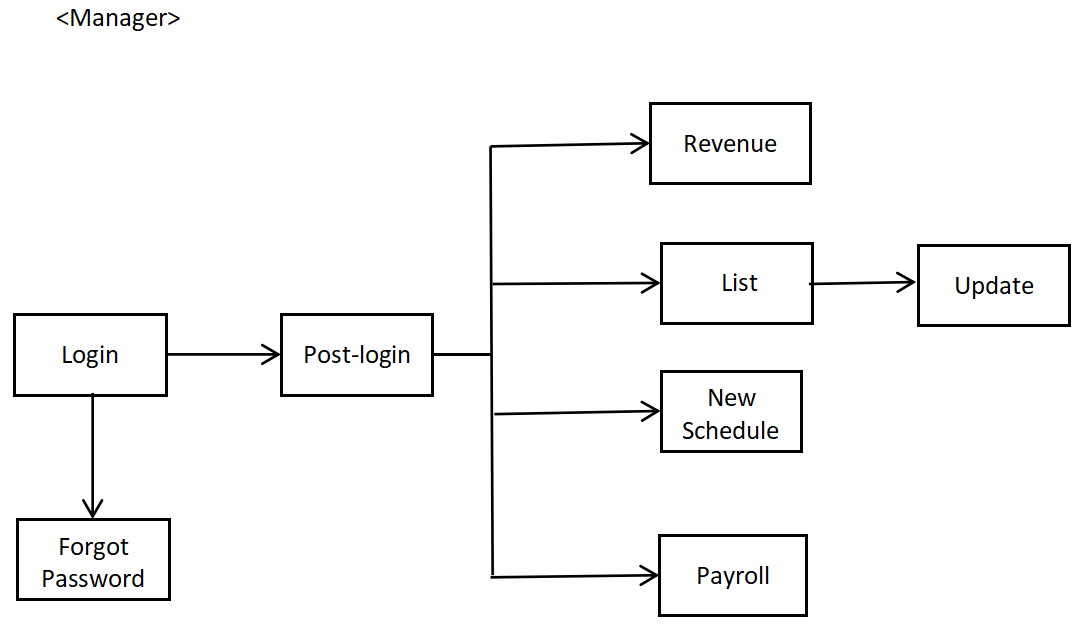 <Manager>
Revenue
List
Update
Login
Post-login
New
Schedule
Forgot
Password
Payroll